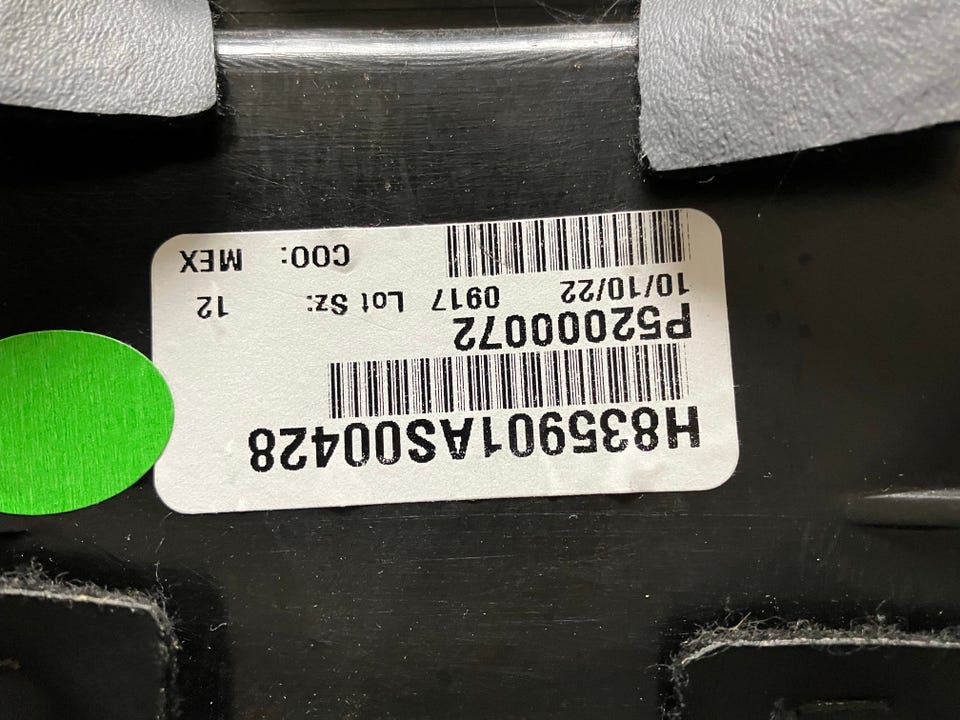 H835901AS00428
P52000072
10/10/22 0917 Lot Sz: 12
COO: MEX